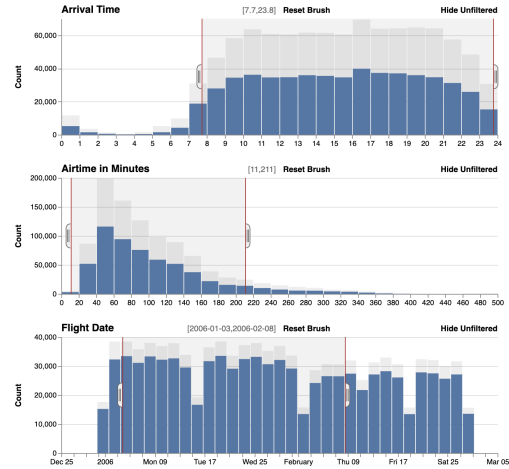 Arrival Time [7.7,23.8] Reset Brush Hide Unfiltered
Count
60,000
40,000
20,000
0
0 1 2 3 4 5 6 7 8 9 10 11 12 13 14 15 16 17 18 19 20 21 22 23 24
Airtime in Minutes [11,211] Reset Brush Hide Unfiltered
Count
200,000
150,000
100,000
50,000
0
0 20 40 60 80 100 120 140 160 180 200 220 240 260 280 300 320 340 360 380 400 420 440 460 480 500
Flight Date [2006-01-03,2006-02-08] Reset Brush Hide Unfiltered
Count
40,000
30,000
20,000
10,000
0
Dec 25 2006 Mon 09 Tue 17 Wed 25 February Thu 09 Fri 17 Sat 25 Mar 05